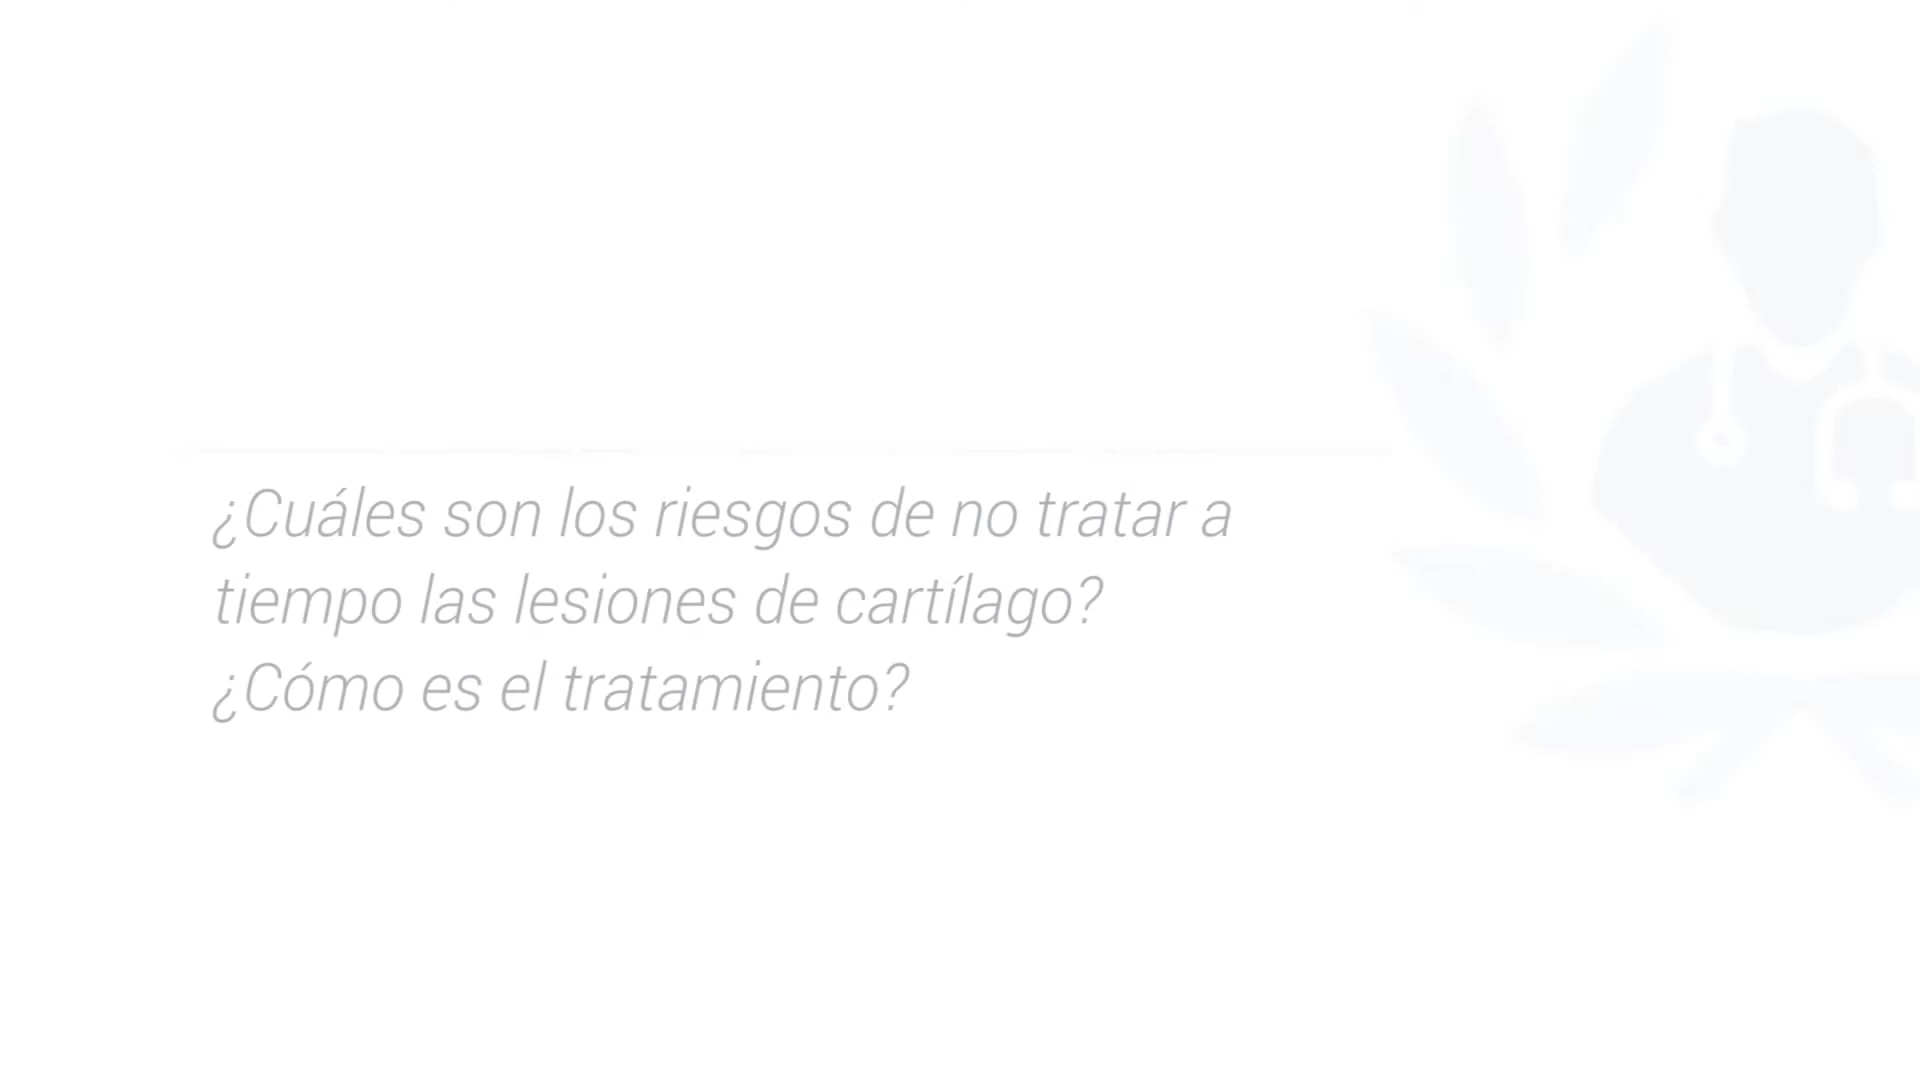 ¿Cuáles son los riesgos de no tratar a
tiempo las lesiones de cartílago?
¿Cómo es el tratamiento?